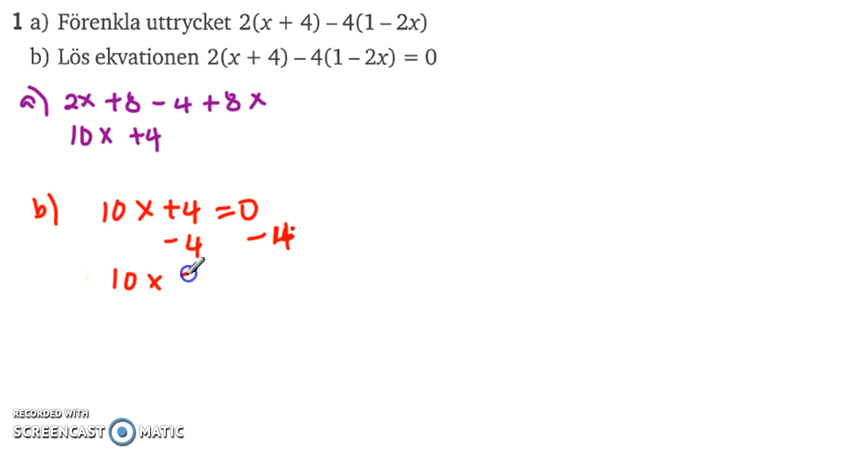 1 a) Förenkla uttrycket 2(x + 4) – 4(1 – 2x)
b) Lös ekvationen 2(x + 4) – 4(1 – 2x) = 0
a) 2x +8 - 4 + 8x
10x +4
b) 10x +4 =0
-4 -4
10x
RECORDED WITH
SCREENCAST MATIC